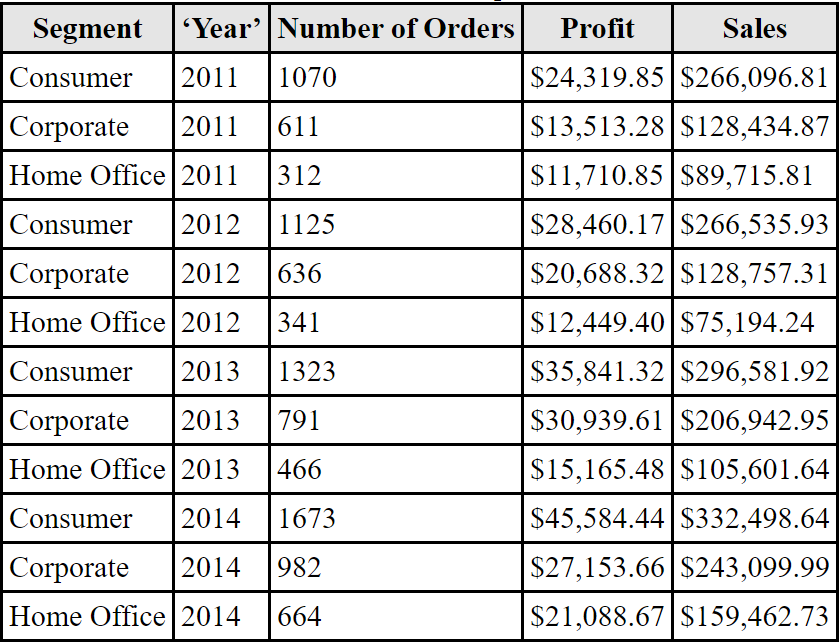 Segment ‘Year’ Number of Orders Profit Sales
Consumer 2011 1070 $24,319.85 $266,096.81
Corporate 2011 611 $13,513.28 $128,434.87
Home Office 2011 312 $11,710.85 $89,715.81
Consumer 2012 1125 $28,460.17 $266,535.93
Corporate 2012 636 $20,688.32 $128,757.31
Home Office 2012 341 $12,449.40 $75,194.24
Consumer 2013 1323 $35,841.32 $296,581.92
Corporate 2013 791 $30,939.61 $206,942.95
Home Office 2013 466 $15,165.48 $105,601.64
Consumer 2014 1673 $45,584.44 $332,498.64
Corporate 2014 982 $27,153.66 $243,099.99
Home Office 2014 664 $21,088.67 $159,462.73